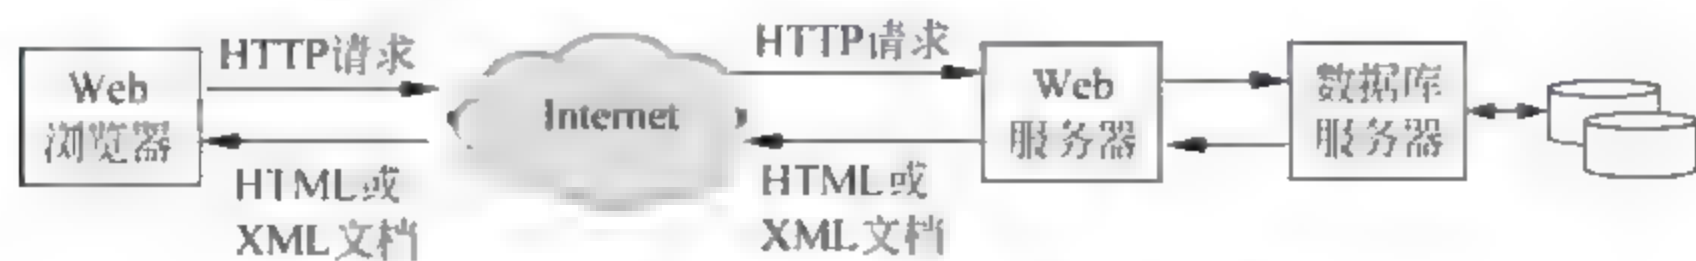 Web
浏览器
HTTP请求
HTML或
XML文档
Internet
HTTP请求
HTML或
XML文档
Web
服务器
数据库
服务器